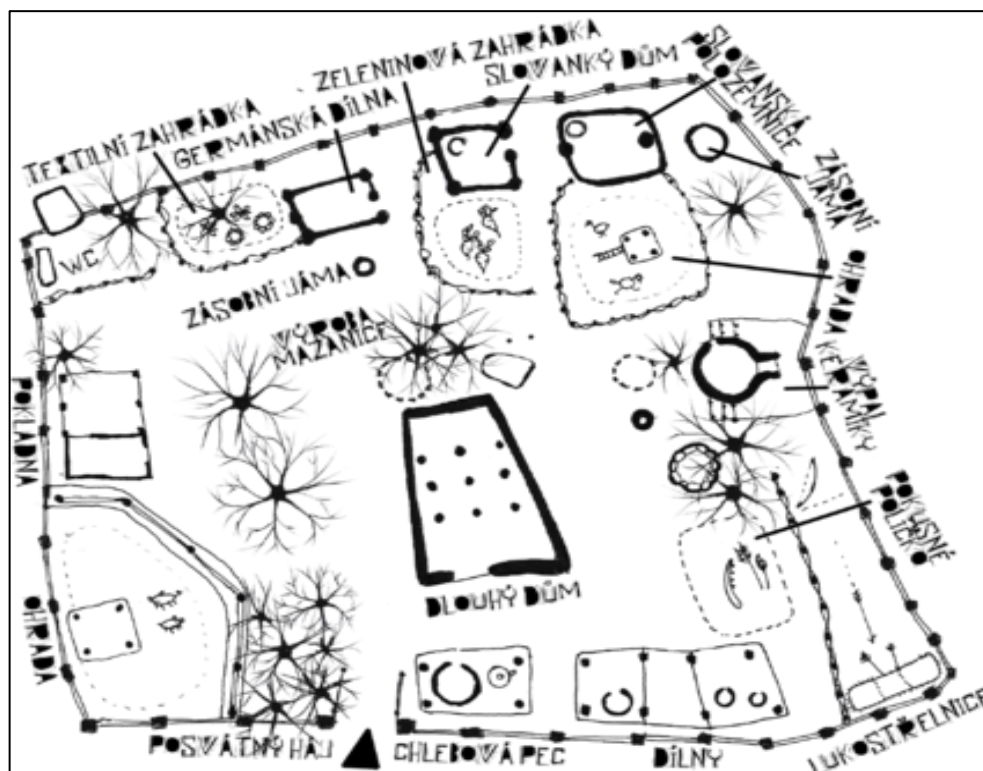 ZELENINOVÁ ZAHRÁDKA
SLOVANKÝ DŮM
SLOVANSKÁ
POLOZEMNICE
TEXTILNÍ ZAHRÁDKA
GERMÁNSKÁ DÍLNA
ZÁSOBNÍ
JÁMA
WC
ZÁSOBNÍ JÁMA
OHRADA
VÝROBA
MAZANICE
VÝPAL
KERAMIKY
POKLADNA
POKUSNÉ
POLÍČKO
DLOUHÝ DŮM
OHRADA
POSVÁTNÝ HÁJ
CHLEBOVÁ PEC
DÍLNY
LUKOSTŘELNICE